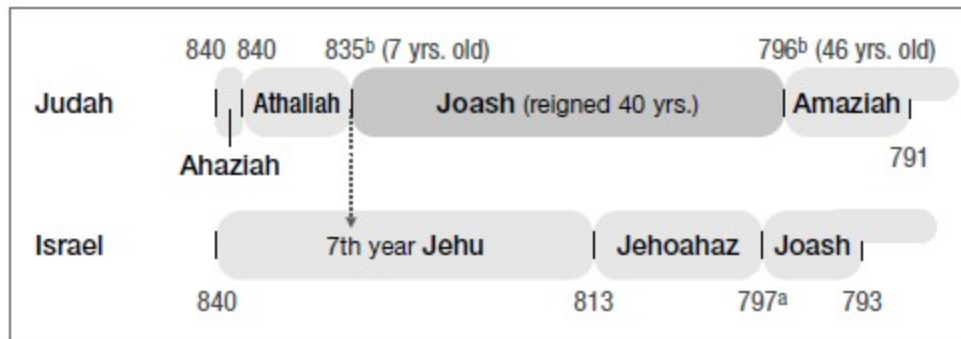 840 840 835ᵇ (7 yrs. old) 796ᵇ (46 yrs. old)
Judah Athaliah Joash (reigned 40 yrs.) Amaziah
Ahaziah 791
Israel 7th year Jehu Jehoahaz Joash
840 813 797ᵃ 793